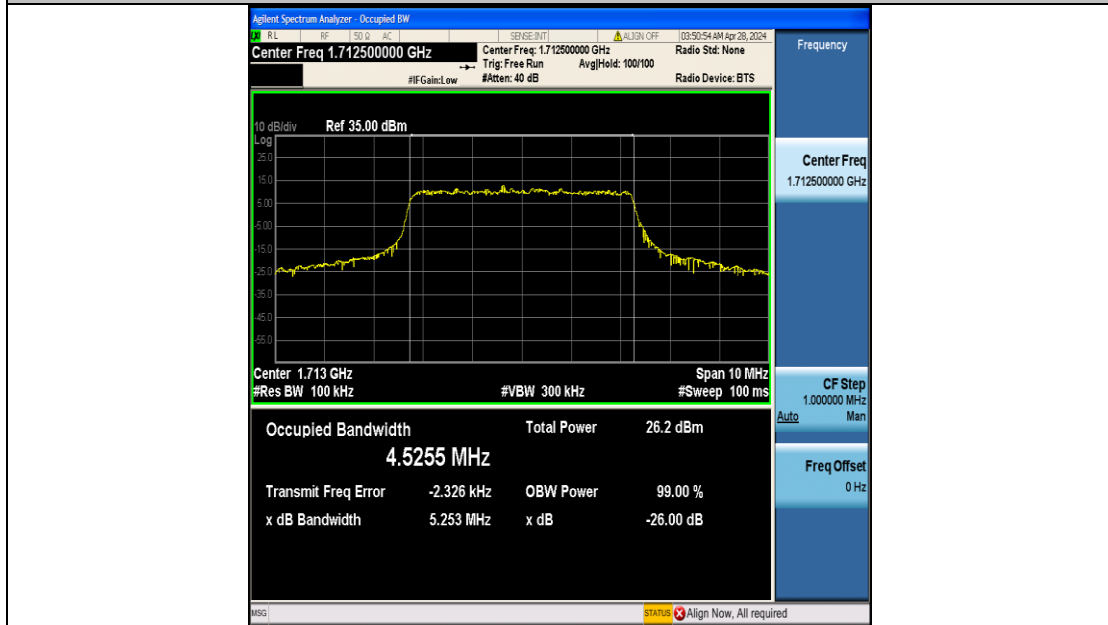 Agilent Spectrum Analyzer - Occupied BW
RL RF 50 Ω AC SENSE:INT ALIGN OFF 03:50:54 AM Apr 28, 2024
Center Freq 1.712500000 GHz
Center Freq: 1.712500000 GHz
Radio Std: None
Trig: Free Run Avg|Hold: 100/100
#IFGain:Low
#Atten: 40 dB
Radio Device: BTS
10 dB/div Ref 35.00 dBm
Log
25.0
15.0
5.00
-5.00
-15.0
-25.0
-35.0
-45.0
-55.0
Center 1.713 GHz Span 10 MHz
#Res BW 100 kHz #VBW 300 kHz #Sweep 100 ms
Occupied Bandwidth Total Power 26.2 dBm
4.5255 MHz
Transmit Freq Error -2.326 kHz OBW Power 99.00 %
x dB Bandwidth 5.253 MHz x dB -26.00 dB
MSG STATUS Align Now, All required
Frequency
Center Freq
1.712500000 GHz
CF Step
1.000000 MHz
Auto Man
Freq Offset
0 Hz